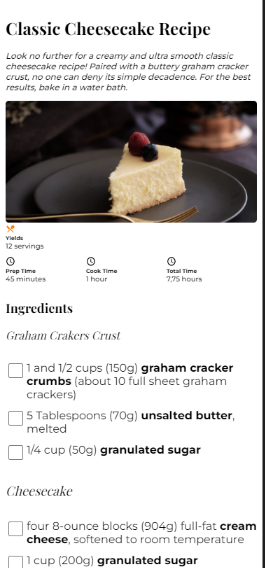 Classic Cheesecake Recipe
Look no further for a creamy and ultra smooth classic
cheesecake recipe! Paired with a buttery graham cracker
crust, no one can deny its simple decadence. For the best
results, bake in a water bath.
Yields
12 servings
Prep Time
45 minutes
Cook Time
1 hour
Total Time
7,75 hours
Ingredients
Graham Crakers Crust
1 and 1/2 cups (150g) graham cracker
crumbs (about 10 full sheet graham
crackers)
5 Tablespoons (70g) unsalted butter,
melted
1/4 cup (50g) granulated sugar
Cheesecake
four 8-ounce blocks (904g) full-fat cream
cheese, softened to room temperature
1 cup (200g) granulated sugar